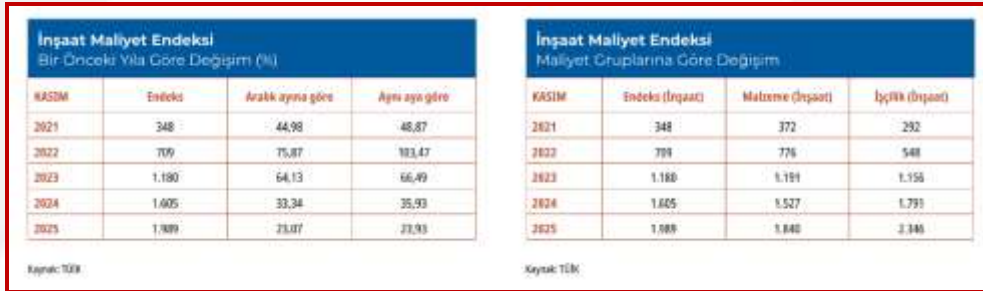 İnşaat Maliyet Endeksi
Bir Önceki Yıla Göre Değişim (%)
KASIM Endeks Aralık ayına göre Aynı aya göre
2021 348 44,98 48,87
2022 709 75,87 103,47
2023 1.180 64,13 66,49
2024 1.605 33,34 35,93
2025 1.989 23,07 23,93
Kaynak: TÜİK
İnşaat Maliyet Endeksi
Maliyet Gruplarına Göre Değişim
KASIM Endeks (İnşaat) Malzeme (İnşaat) İşçilik (İnşaat)
2021 348 372 292
2022 709 776 548
2023 1.180 1.191 1.156
2024 1.605 1.527 1.791
2025 1.989 1.840 2.346
Kaynak: TÜİK